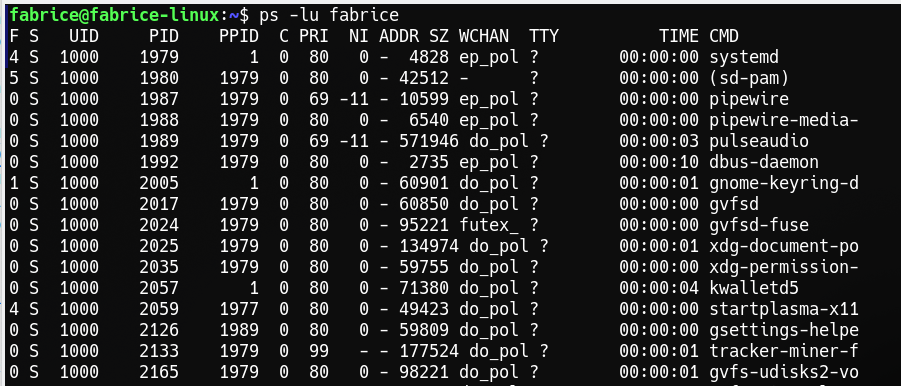 fabrice@fabrice-linux:~$ ps -lu fabrice
F S   UID     PID    PPID  C PRI  NI ADDR SZ WCHAN  TTY          TIME CMD
4 S  1000    1979       1  0  80   0 -  4828 ep_pol ?        00:00:00 systemd
5 S  1000    1980    1979  0  80   0 - 42512 -      ?        00:00:00 (sd-pam)
0 S  1000    1987    1979  0  69 -11 - 10599 ep_pol ?        00:00:00 pipewire
0 S  1000    1988    1979  0  80   0 -  6540 ep_pol ?        00:00:00 pipewire-media-
0 S  1000    1989    1979  0  69 -11 - 571946 do_pol ?       00:00:03 pulseaudio
0 S  1000    1992    1979  0  80   0 -  2735 ep_pol ?        00:00:10 dbus-daemon
1 S  1000    2005       1  0  80   0 - 60901 do_pol ?        00:00:01 gnome-keyring-d
0 S  1000    2017    1979  0  80   0 - 60850 do_pol ?        00:00:00 gvfsd
0 S  1000    2024    1979  0  80   0 - 95221 futex_ ?        00:00:00 gvfsd-fuse
0 S  1000    2025    1979  0  80   0 - 134974 do_pol ?       00:00:01 xdg-document-po
0 S  1000    2035    1979  0  80   0 - 59755 do_pol ?        00:00:00 xdg-permission-
0 S  1000    2057       1  0  80   0 - 71380 do_pol ?        00:00:04 kwalletd5
4 S  1000    2059    1977  0  80   0 - 49423 do_pol ?        00:00:00 startplasma-x11
0 S  1000    2126    1989  0  80   0 - 59809 do_pol ?        00:00:00 gsettings-helpe
0 S  1000    2133    1979  0  99   - - 177524 do_pol ?       00:00:01 tracker-miner-f
0 S  1000    2165    1979  0  80   0 - 98221 do_pol ?        00:00:01 gvfs-udisks2-vo